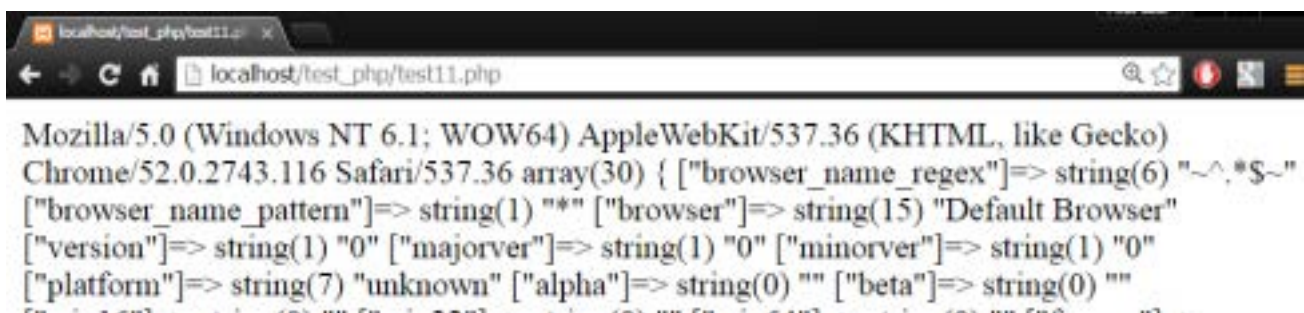 localhost/test_php/test11.p
localhost/test_php/test11.php
Mozilla/5.0 (Windows NT 6.1; WOW64) AppleWebKit/537.36 (KHTML, like Gecko)
Chrome/52.0.2743.116 Safari/537.36 array(30) { ["browser_name_regex"]=> string(6) "~^.*$~"
["browser_name_pattern"]=> string(1) "*" ["browser"]=> string(15) "Default Browser"
["version"]=> string(1) "0" ["majorver"]=> string(1) "0" ["minorver"]=> string(1) "0"
["platform"]=> string(7) "unknown" ["alpha"]=> string(0) "" ["beta"]=> string(0) ""